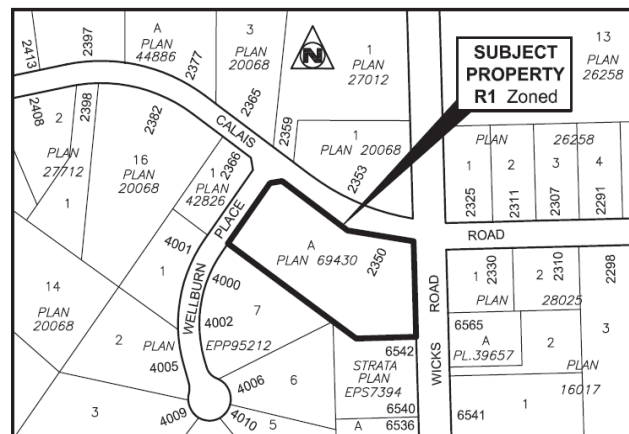 2413
2397
A
PLAN
44886
2377
3
PLAN
20068
2365
N
1
PLAN
27012
SUBJECT
PROPERTY
R1 Zoned
13
PLAN
26258
2408
2
PLAN
27712
1
2398
2382
16
PLAN
20068
CALAIS
2359
1
PLAN 20068
2353
1
PLAN
42826
2366
PLACE
PLAN 26258
1
2325
2
2311
3
2307
4
2291
ROAD
A
PLAN 69430
2350
4001
1
4000
7
WELLBURN
4002
14
PLAN
20068
2
PLAN
EPP95212
4005
ROAD
WICKS
1
2330
2
2310
2298
PLAN 28025
3
6565
A
PL.39657
2
PLAN
16017
6542
STRATA
PLAN
EPS7394
4006
6
3
4009
4010
5
6540
A
6536
6541
1